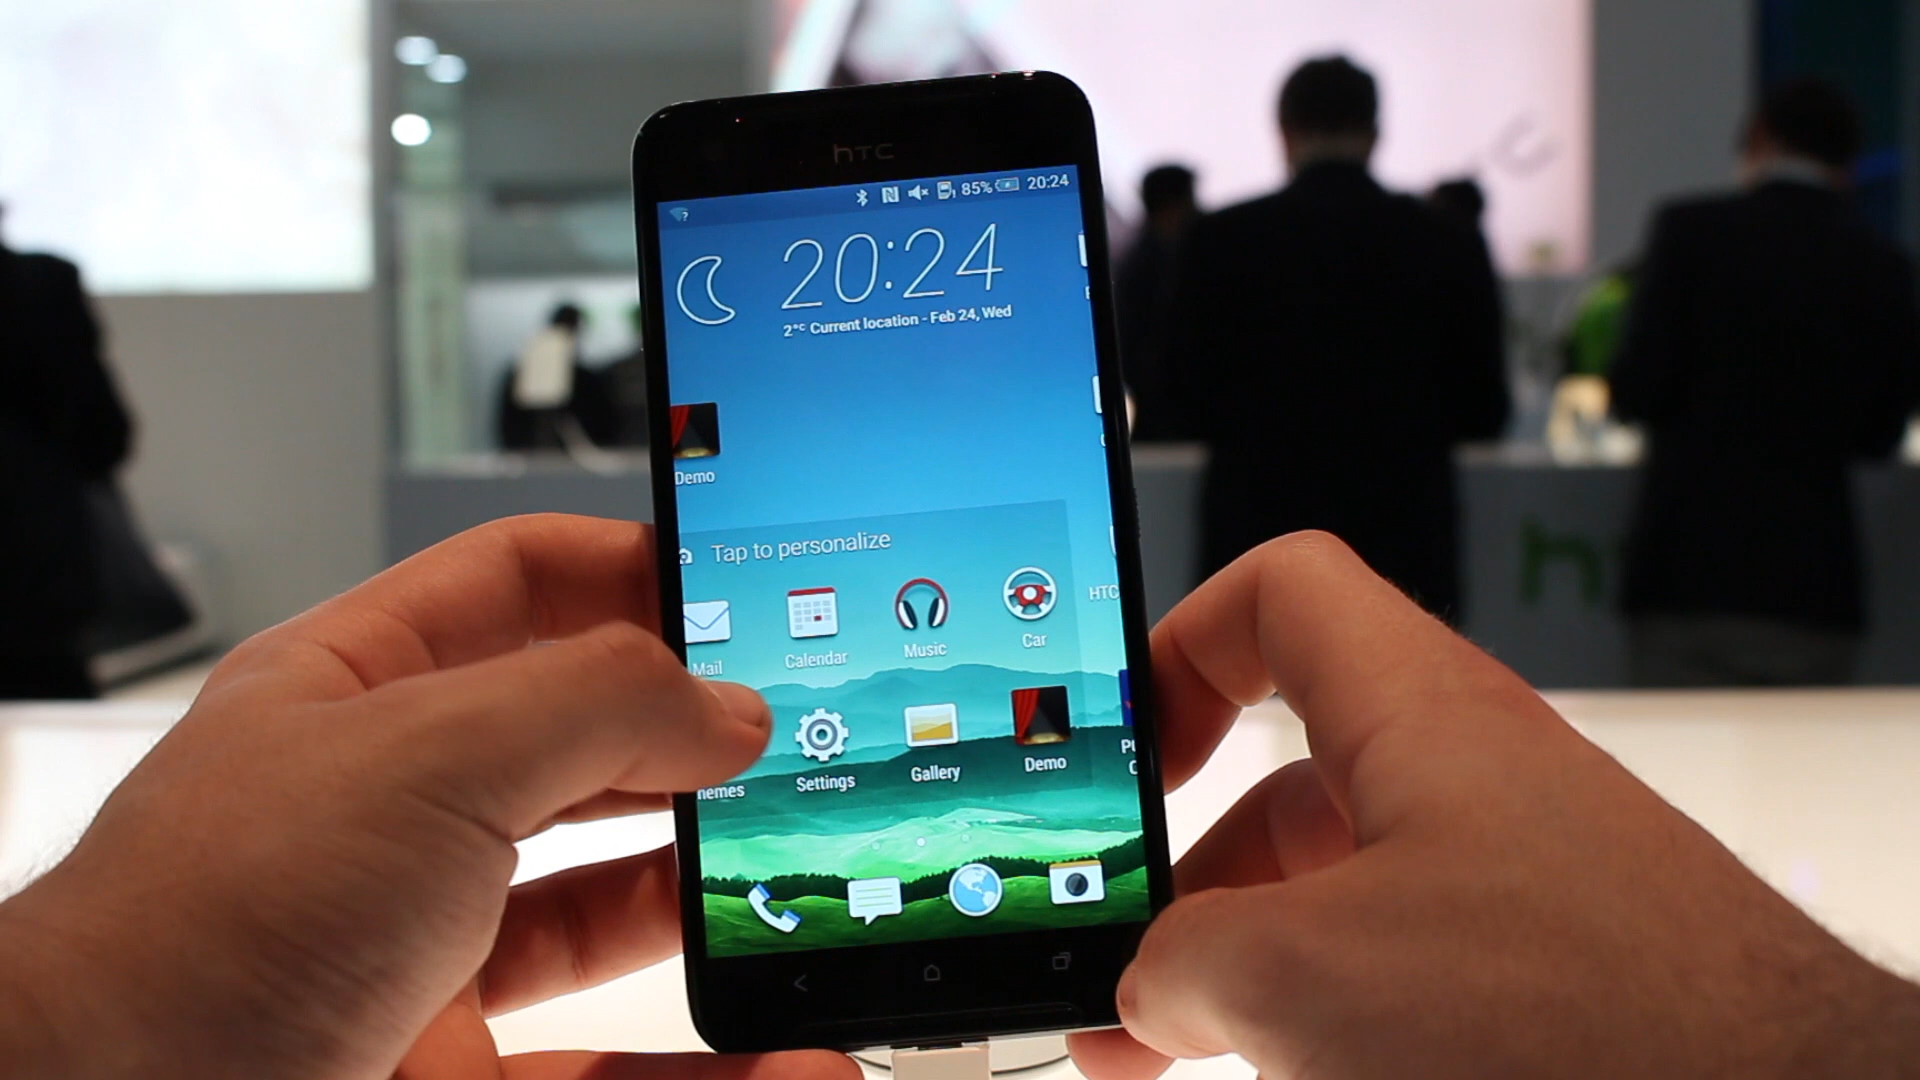 hTC
85% 20:24
20:24
2°C Current location - Feb 24, Wed
Demo
Tap to personalize
Mail Calendar Music Car HTC
hemes Settings Gallery Demo